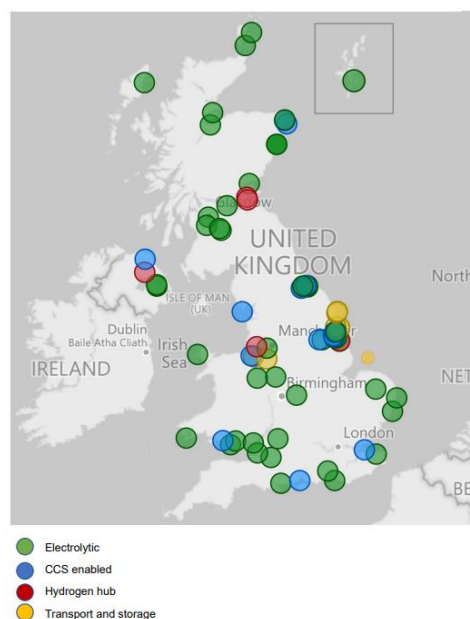 Glasgow
UNITED
KINGDOM
North
ISLE OF MAN
(UK)
Dublin
Baile Átha Cliath
Irish
Sea
IRELAND
Birmingham
NET
London
BE
Electrolytic
CCS enabled
Hydrogen hub
Transport and storage